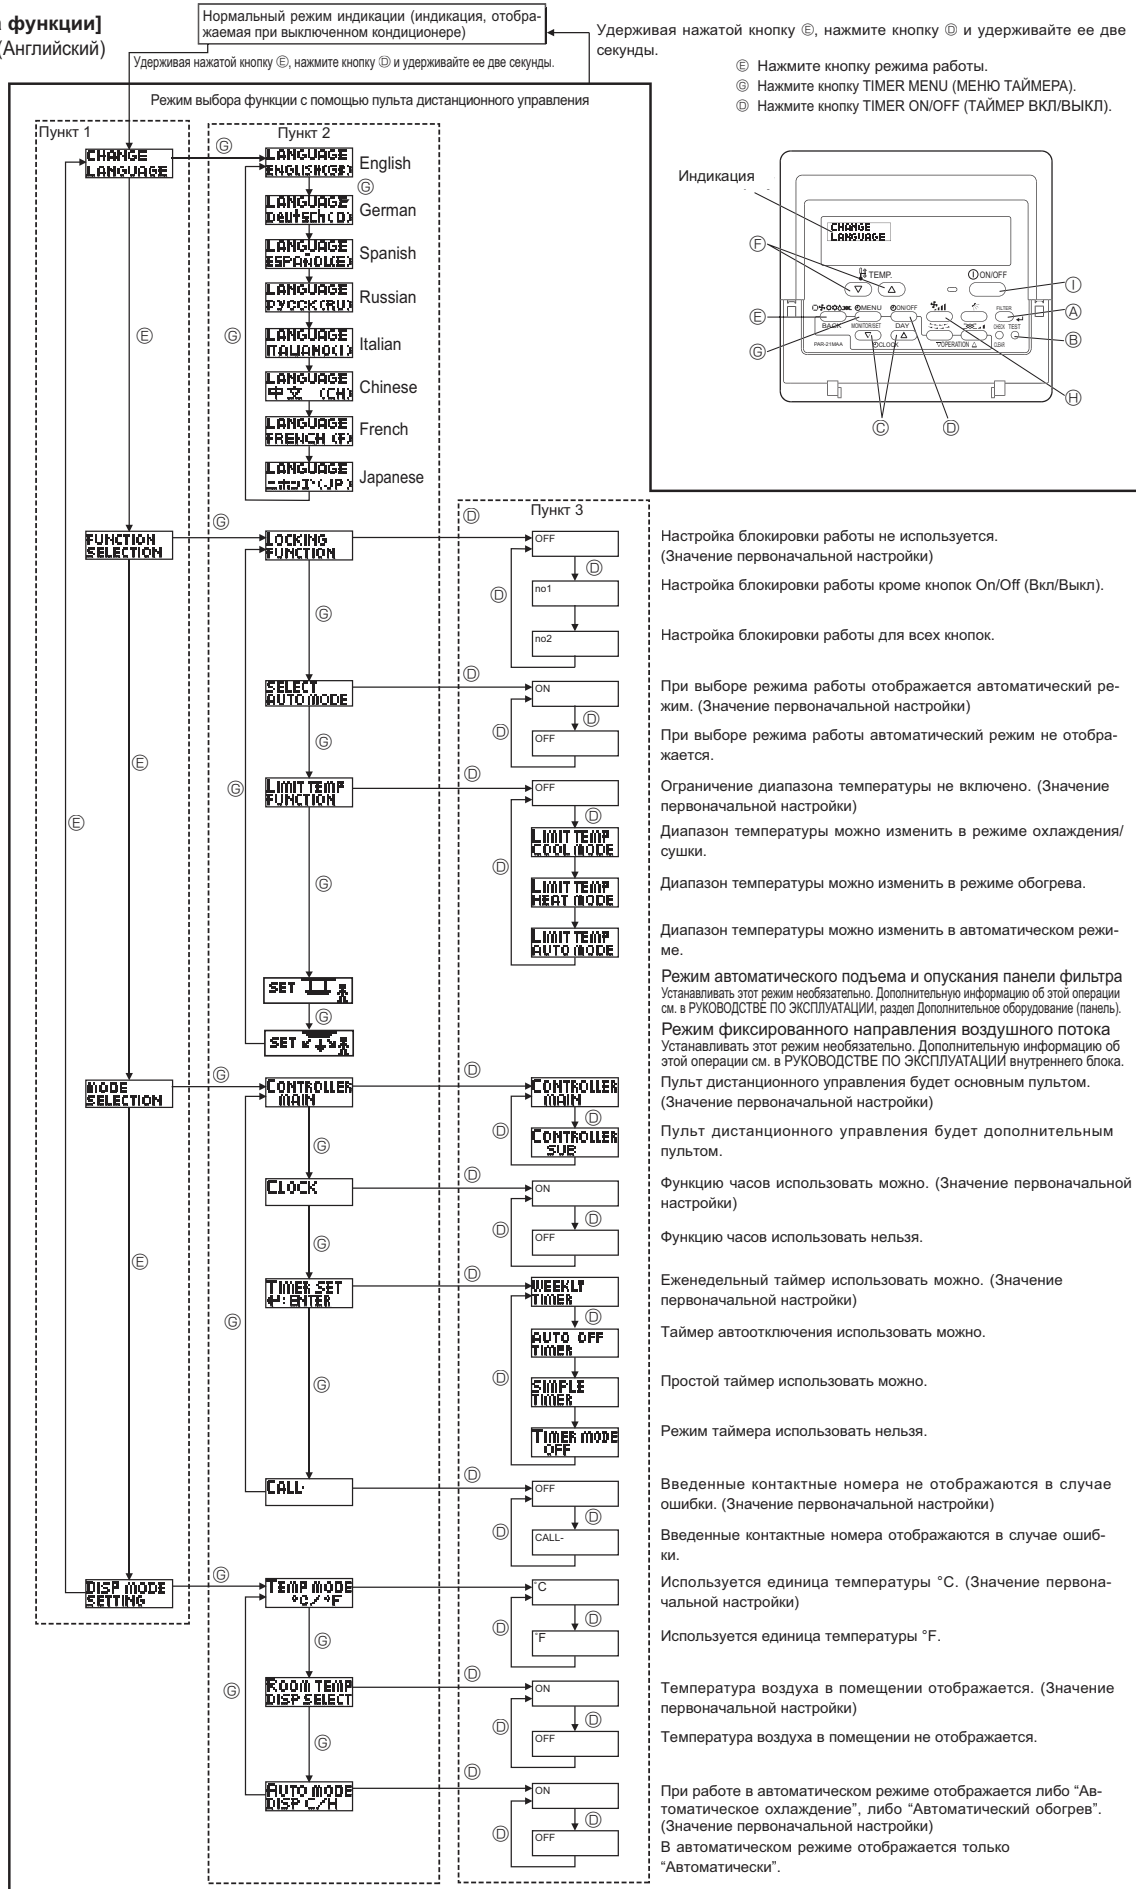 функции]
(Английский)
Нормальный режим индикации (индикация, отобра-
жаемая при выключенном кондиционере)
Удерживая нажатой кнопку Ⓔ, нажмите кнопку Ⓓ и удерживайте ее две секунды.
Удерживая нажатой кнопку Ⓔ, нажмите кнопку Ⓓ и удерживайте ее две
секунды.
Ⓔ Нажмите кнопку режима работы.
Ⓖ Нажмите кнопку TIMER MENU (МЕНЮ ТАЙМЕРА).
Ⓓ Нажмите кнопку TIMER ON/OFF (ТАЙМЕР ВКЛ/ВЫКЛ).
Режим выбора функции с помощью пульта дистанционного управления
Индикация
CHANGE
LANGUAGE
TEMP.
ON/OFF
MENU
ON/OFF
FILTER
BACK
MONITOR/SET
DAY
CHECK
TEST
PAR-21MAA
CLOCK
OPERATION
CLEAR
Ⓕ
Ⓔ
Ⓖ
Ⓘ
Ⓐ
Ⓑ
Ⓗ
Ⓒ
Ⓓ
Пункт 1
Пункт 2
CHANGE
LANGUAGE
Ⓖ
LANGUAGE
ENGLISH(GB)
English
Ⓖ
LANGUAGE
Deutsch(D)
German
LANGUAGE
ESPAÑOL(E)
Spanish
LANGUAGE
РУССК(RU)
Russian
Ⓔ
Ⓖ
LANGUAGE
ITALIANO(I)
Italian
LANGUAGE
中文 (CH)
Chinese
LANGUAGE
FRENCH (F)
French
LANGUAGE
ニホンゴ(JP)
Japanese
Пункт 3
FUNCTION
SELECTION
Ⓖ
LOCKING
FUNCTION
Ⓓ
OFF
Настройка блокировки работы не используется.
(Значение первоначальной настройки)
Ⓓ
Ⓓ
no1
Настройка блокировки работы кроме кнопок On/Off (Вкл/Выкл).
Ⓖ
no2
Настройка блокировки работы для всех кнопок.
SELECT
AUTO MODE
Ⓓ
ON
При выборе режима работы отображается автоматический ре-
жим. (Значение первоначальной настройки)
Ⓓ
Ⓓ
OFF
При выборе режима работы автоматический режим не отобра-
жается.
Ⓖ
Ⓔ
Ⓖ
LIMIT TEMP
FUNCTION
Ⓓ
OFF
Ограничение диапазона температуры не включено. (Значение
первоначальной настройки)
Ⓔ
Ⓓ
LIMIT TEMP
COOL MODE
Диапазон температуры можно изменить в режиме охлаждения/
сушки.
Ⓓ
Ⓖ
LIMIT TEMP
HEAT MODE
Диапазон температуры можно изменить в режиме обогрева.
LIMIT TEMP
AUTO MODE
Диапазон температуры можно изменить в автоматическом режи-
ме.
SET
Режим автоматического подъема и опускания панели фильтра
Устанавливать этот режим необязательно. Дополнительную информацию об этой операции
см. в РУКОВОДСТВЕ ПО ЭКСПЛУАТАЦИИ, раздел Дополнительное оборудование (панель).
Ⓖ
SET
Режим фиксированного направления воздушного потока
Устанавливать этот режим необязательно. Дополнительную информацию об
этой операции см. в РУКОВОДСТВЕ ПО ЭКСПЛУАТАЦИИ внутреннего блока.
MODE
SELECTION
Ⓖ
CONTROLLER
MAIN
Ⓓ
CONTROLLER
MAIN
Пульт дистанционного управления будет основным пультом.
(Значение первоначальной настройки)
Ⓓ
Ⓓ
CONTROLLER
SUB
Пульт дистанционного управления будет дополнительным
пультом.
Ⓖ
CLOCK
Ⓓ
ON
Функцию часов использовать можно. (Значение первоначальной
настройки)
Ⓓ
Ⓓ
OFF
Функцию часов использовать нельзя.
Ⓖ
Ⓔ
TIMER SET
: ENTER
Ⓓ
WEEKLY
TIMER
Еженедельный таймер использовать можно. (Значение
первоначальной настройки)
Ⓖ
Ⓓ
AUTO OFF
TIMER
Таймер автоотключения использовать можно.
Ⓓ
Ⓖ
SIMPLE
TIMER
Простой таймер использовать можно.
TIMER MODE
OFF
Режим таймера использовать нельзя.
CALL-
Ⓓ
OFF
Введенные контактные номера не отображаются в случае
ошибки. (Значение первоначальной настройки)
Ⓓ
Ⓓ
CALL-
Введенные контактные номера отображаются в случае ошиб-
ки.
DISP MODE
SETTING
Ⓖ
TEMP MODE
°C/°F
Ⓓ
°C
Используется единица температуры °C. (Значение первона-
чальной настройки)
Ⓓ
Ⓓ
°F
Используется единица температуры °F.
Ⓖ
Ⓖ
ROOM TEMP
DISP SELECT
Ⓓ
ON
Температура воздуха в помещении отображается. (Значение
первоначальной настройки)
Ⓓ
Ⓓ
OFF
Температура воздуха в помещении не отображается.
Ⓖ
AUTO MODE
DISP C/H
Ⓓ
ON
При работе в автоматическом режиме отображается либо “Ав-
томатическое охлаждение”, либо “Автоматический обогрев”.
(Значение первоначальной настройки)
Ⓓ
Ⓓ
OFF
В автоматическом режиме отображается только
“Автоматически”.